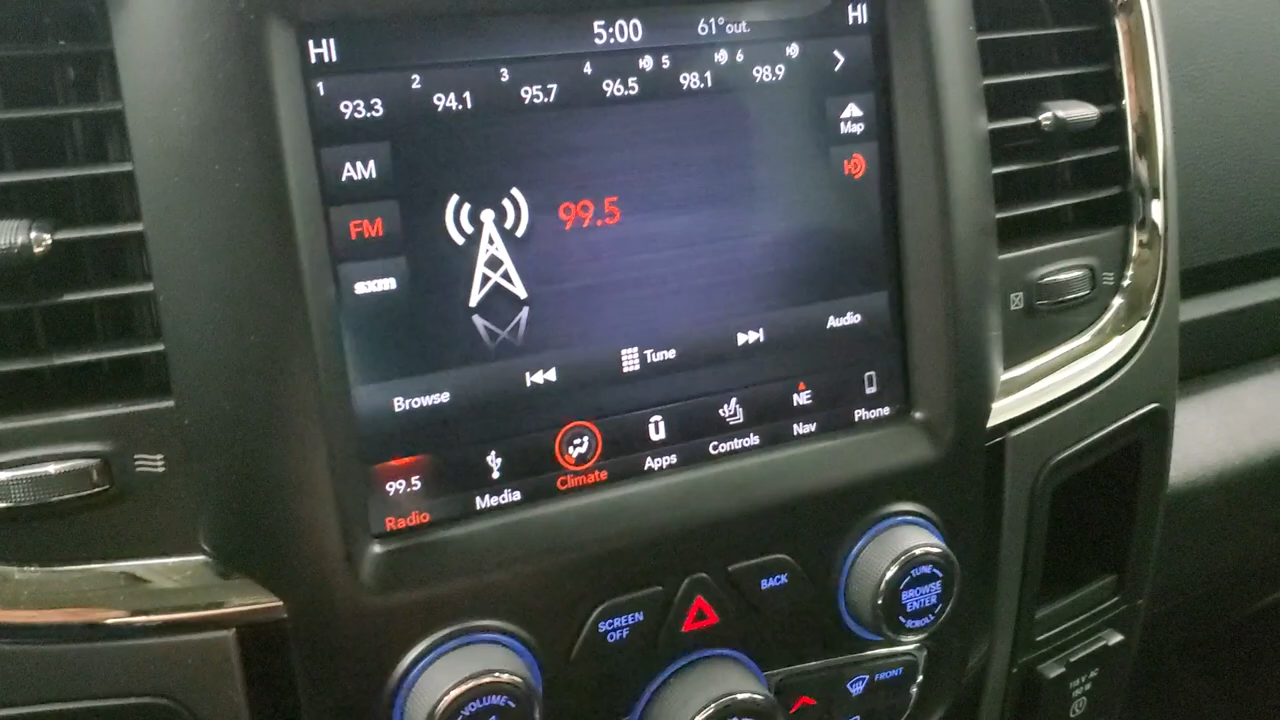 HI 5:00 61° out. HI
1 93.3 2 94.1 3 95.7 4 96.5 5 98.1 6 98.9
Map
AM
FM 99.5
sxm
Browse Tune Audio
99.5 NE
Radio Media Climate Apps Controls Nav Phone
SCREEN OFF
BACK
TUNE
BROWSE
ENTER
SCROLL
VOLUME
FRONT
115 V AC
150 W